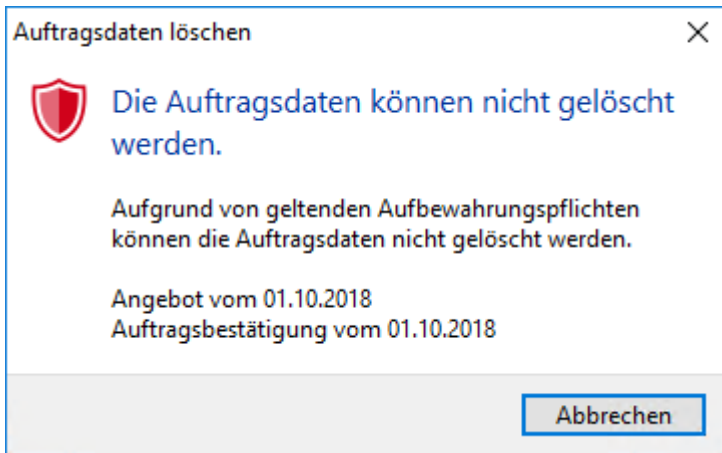 Auftragsdaten löschen
Die Auftragsdaten können nicht gelöscht
werden.
Aufgrund von geltenden Aufbewahrungspflichten
können die Auftragsdaten nicht gelöscht werden.
Angebot vom 01.10.2018
Auftragsbestätigung vom 01.10.2018
Abbrechen